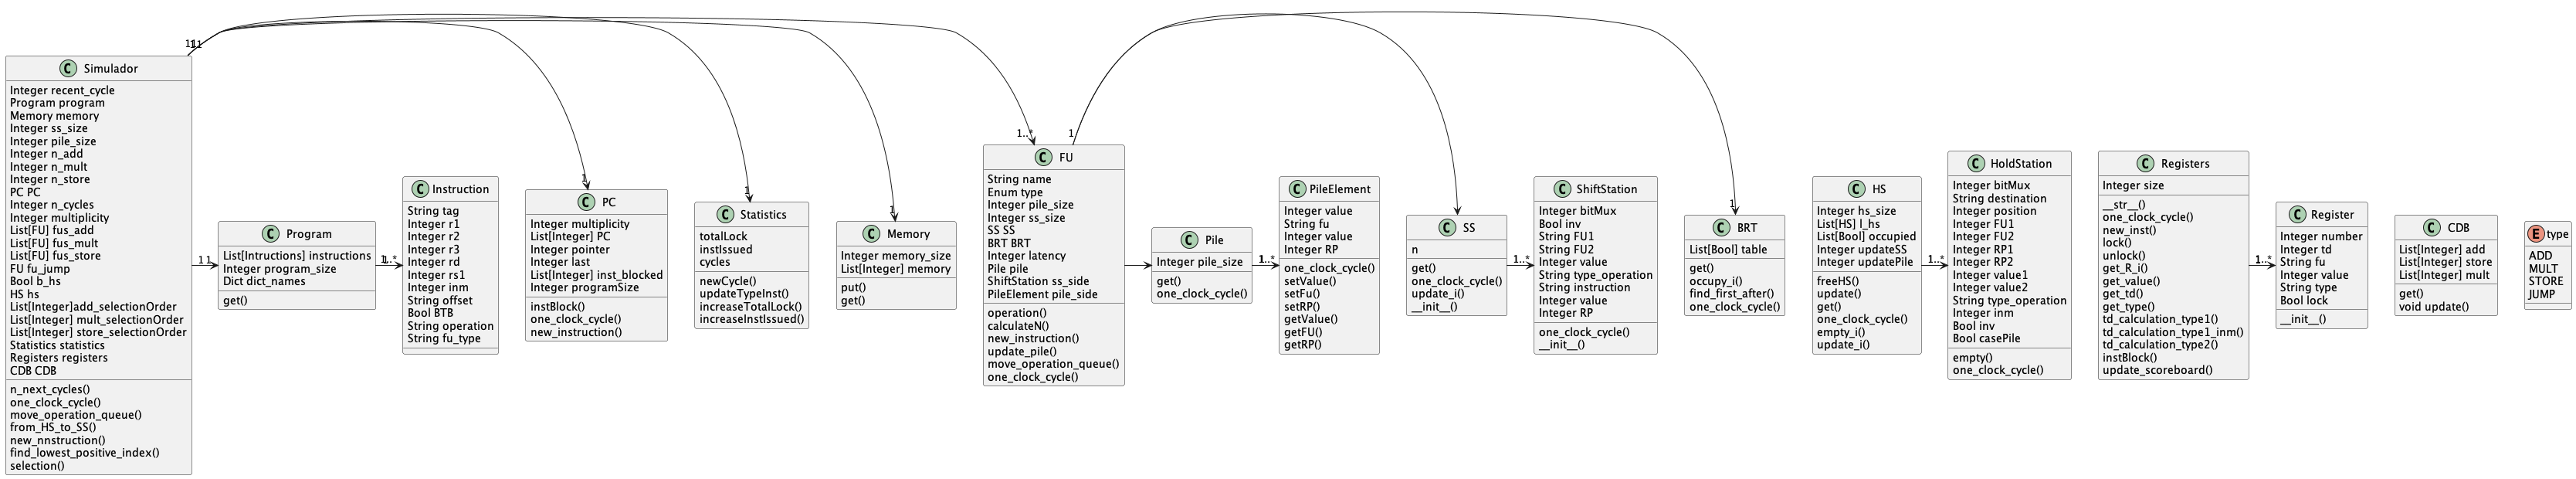 C Simulador
Integer recent_cycle
Program program
Memory memory
Integer ss_size
Integer pile_size
Integer n_add
Integer n_mult
Integer n_store
PC PC
Integer n_cycles
Integer multiplicity
List[FU] fus_add
List[FU] fus_mult
List[FU] fus_store
FU fu_jump
Bool b_hs
HS hs
List[Integer]add_selectionOrder
List[Integer] mult_selectionOrder
List[Integer] store_selectionOrder
Statistics statistics
Registers registers
CDB CDB
n_next_cycles()
one_clock_cycle()
move_operation_queue()
from_HS_to_SS()
new_nnstruction()
find_lowest_positive_index()
selection()
1
1
C Program
List[Intructions] instructions
Integer program_size
Dict dict_names
get()
1
1..*
C Instruction
String tag
Integer r1
Integer r2
Integer r3
Integer rd
Integer rs1
Integer inm
String offset
Bool BTB
String operation
String fu_type
1
C PC
Integer multiplicity
List[Integer] PC
Integer pointer
Integer last
List[Integer] inst_blocked
Integer programSize
instBlock()
one_clock_cycle()
new_instruction()
1
C Statistics
totalLock
instIssued
cycles
newCycle()
updateTypeInst()
increaseTotalLock()
increaseInstIssued()
1
C Memory
Integer memory_size
List[Integer] memory
put()
get()
1..*
1
C FU
String name
Enum type
Integer pile_size
Integer ss_size
SS SS
BRT BRT
Integer latency
Pile pile
ShiftStation ss_side
PileElement pile_side
operation()
calculateN()
new_instruction()
update_pile()
move_operation_queue()
one_clock_cycle()
C Pile
Integer pile_size
get()
one_clock_cycle()
1..*
C PileElement
Integer value
String fu
Integer value
Integer RP
one_clock_cycle()
setValue()
setFu()
setRP()
getValue()
getFU()
getRP()
C SS
n
get()
one_clock_cycle()
update_i()
__init__()
1..*
C ShiftStation
Integer bitMux
Bool inv
String FU1
String FU2
Integer value
String type_operation
String instruction
Integer value
Integer RP
one_clock_cycle()
__init__()
1
C BRT
List[Bool] table
get()
occupy_i()
find_first_after()
one_clock_cycle()
C HS
Integer hs_size
List[HS] l_hs
List[Bool] occupied
Integer updateSS
Integer updatePile
freeHS()
update()
get()
one_clock_cycle()
empty_i()
update_i()
1..*
C HoldStation
Integer bitMux
String destination
Integer position
Integer FU1
Integer FU2
Integer RP1
Integer RP2
Integer value1
Integer value2
String type_operation
Integer inm
Bool inv
Bool casePile
empty()
one_clock_cycle()
C Registers
Integer size
__str__()
one_clock_cycle()
new_inst()
lock()
unlock()
get_R_i()
get_value()
get_td()
get_type()
td_calculation_type1()
td_calculation_type1_inm()
td_calculation_type2()
instBlock()
update_scoreboard()
1..*
C Register
Integer number
Integer td
String fu
Integer value
String type
Bool lock
__init__()
C CDB
List[Integer] add
List[Integer] store
List[Integer] mult
get()
void update()
E type
ADD
MULT
STORE
JUMP